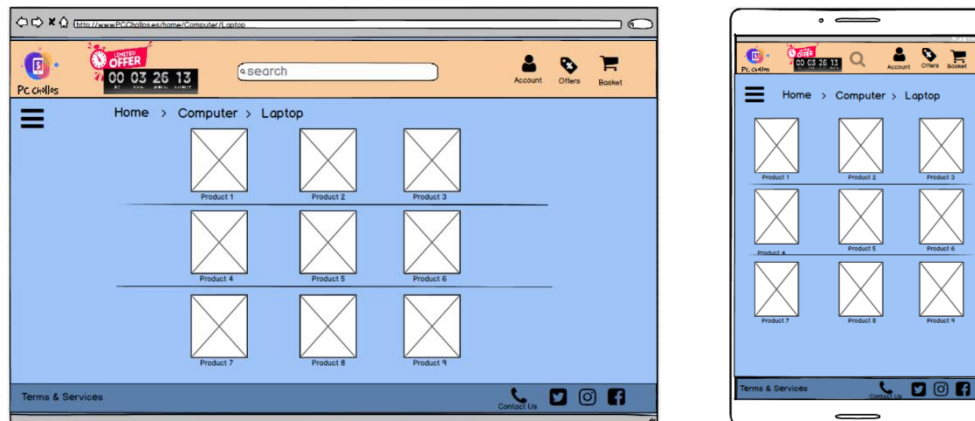 http://www.PCChollos.es/home/Computer/Laptop
LIMITED
OFFER
00 03 26 13
PC chollos
search
Account
Offers
Basket
Home > Computer > Laptop
Product 1
Product 2
Product 3
Product 4
Product 5
Product 6
Product 7
Product 8
Product 9
Terms & Services
Contact Us
OFFER
00 03 26 13
PC chollos
Account
Offers
Basket
Home > Computer > Laptop
Product 1
Product 2
Product 3
Product 4
Product 5
Product 6
Product 7
Product 8
Product 9
Terms & Services
Contact Us